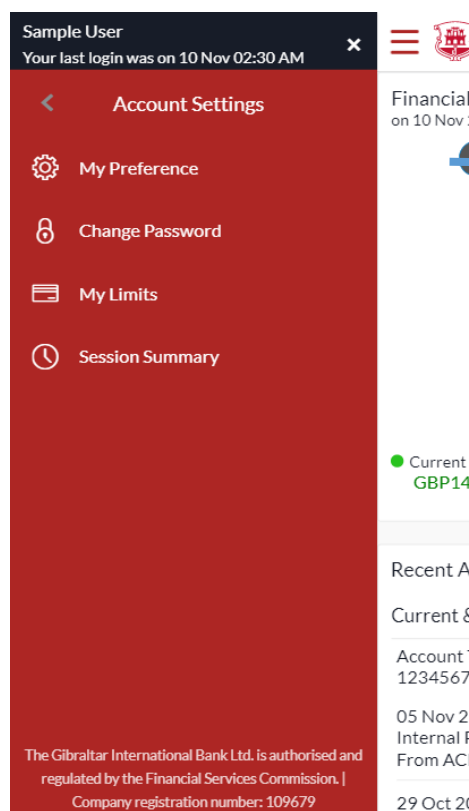 Sample User
Your last login was on 10 Nov 02:30 AM
Account Settings
My Preference
Change Password
My Limits
Session Summary
The Gibraltar International Bank Ltd. is authorised and
regulated by the Financial Services Commission. |
Company registration number: 109679
Financial
on 10 Nov
Current
GBP14
Recent A
Current &
Account
1234567
05 Nov 2
Internal
From AC
29 Oct 20